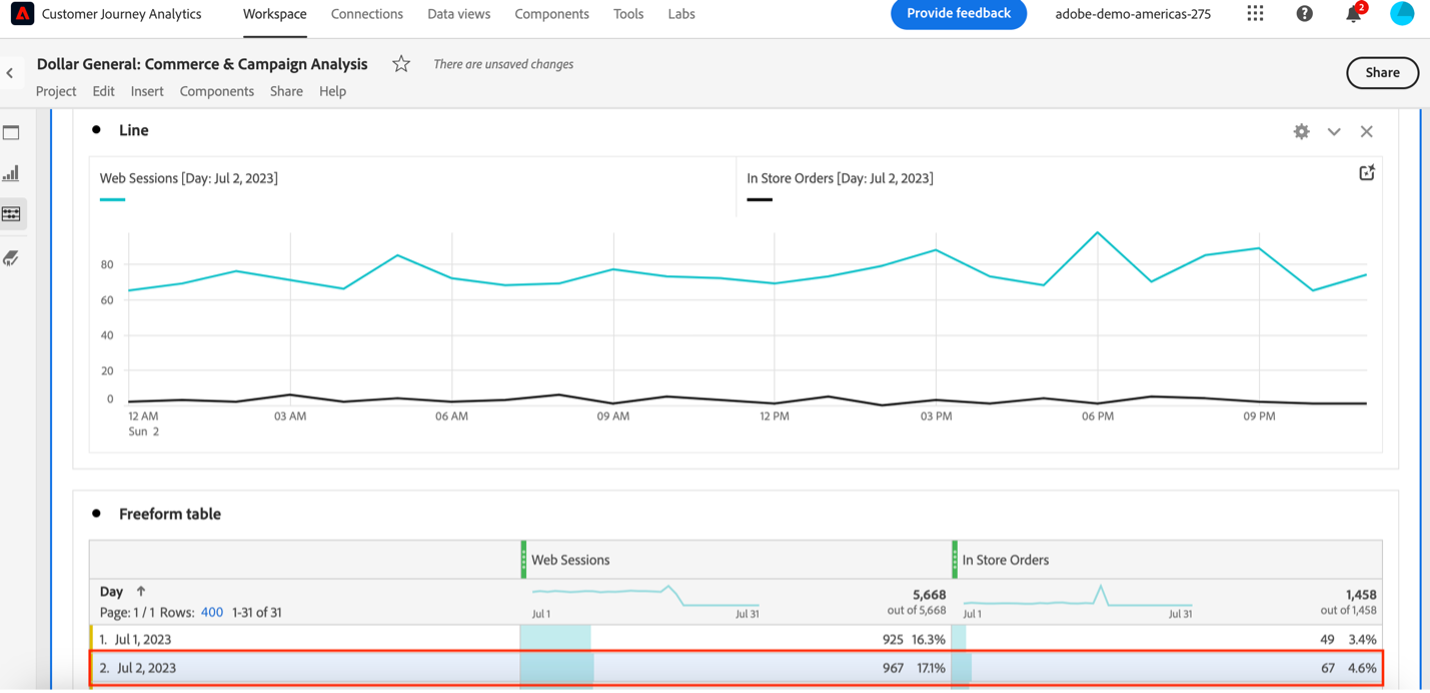 Customer Journey Analytics Workspace Connections Data views Components Tools Labs Provide feedback adobe-demo-americas-275 ? 2
Dollar General: Commerce & Campaign Analysis There are unsaved changes
Share
Project Edit Insert Components Share Help
Line
Web Sessions [Day: Jul 2, 2023] In Store Orders [Day: Jul 2, 2023]
80
60
40
20
0
12 AM 03 AM 06 AM 09 AM 12 PM 03 PM 06 PM 09 PM
Sun 2
Freeform table
Web Sessions In Store Orders
Day ↑ 5,668 1,458
Page: 1 / 1 Rows: 400 1-31 of 31 Jul 1 Jul 31 out of 5,668 Jul 1 Jul 31 out of 1,458
1. Jul 1, 2023 925 16.3% 49 3.4%
2. Jul 2, 2023 967 17.1% 67 4.6%